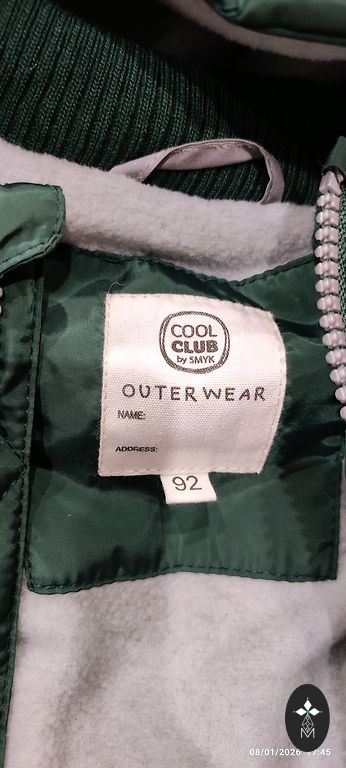 COOL
CLUB
by SMYK
OUTERWEAR
NAME:
ADDRESS:
92
08/01/2026 17:45